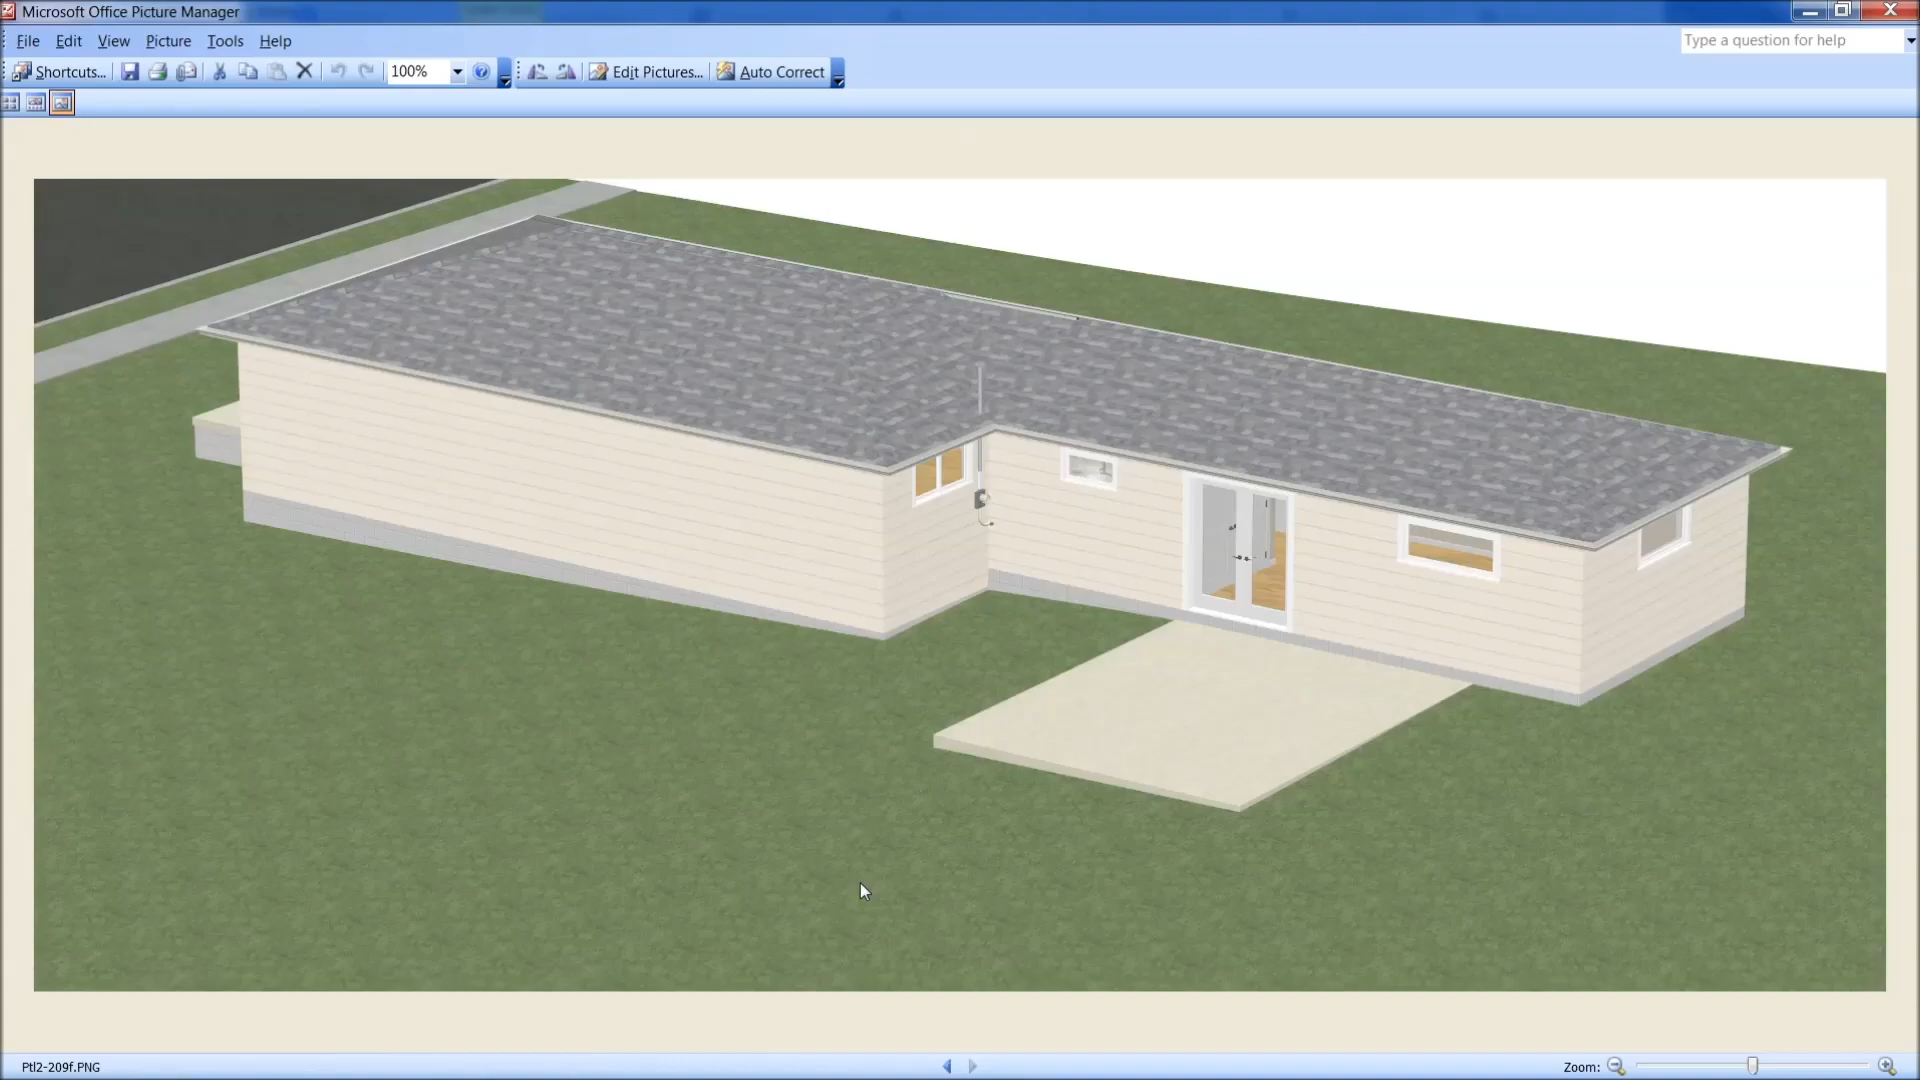 Microsoft Office Picture Manager
File Edit View Picture Tools Help
Type a question for help
Shortcuts... 100% Edit Pictures... Auto Correct
Ptl2-209f.PNG
Zoom: